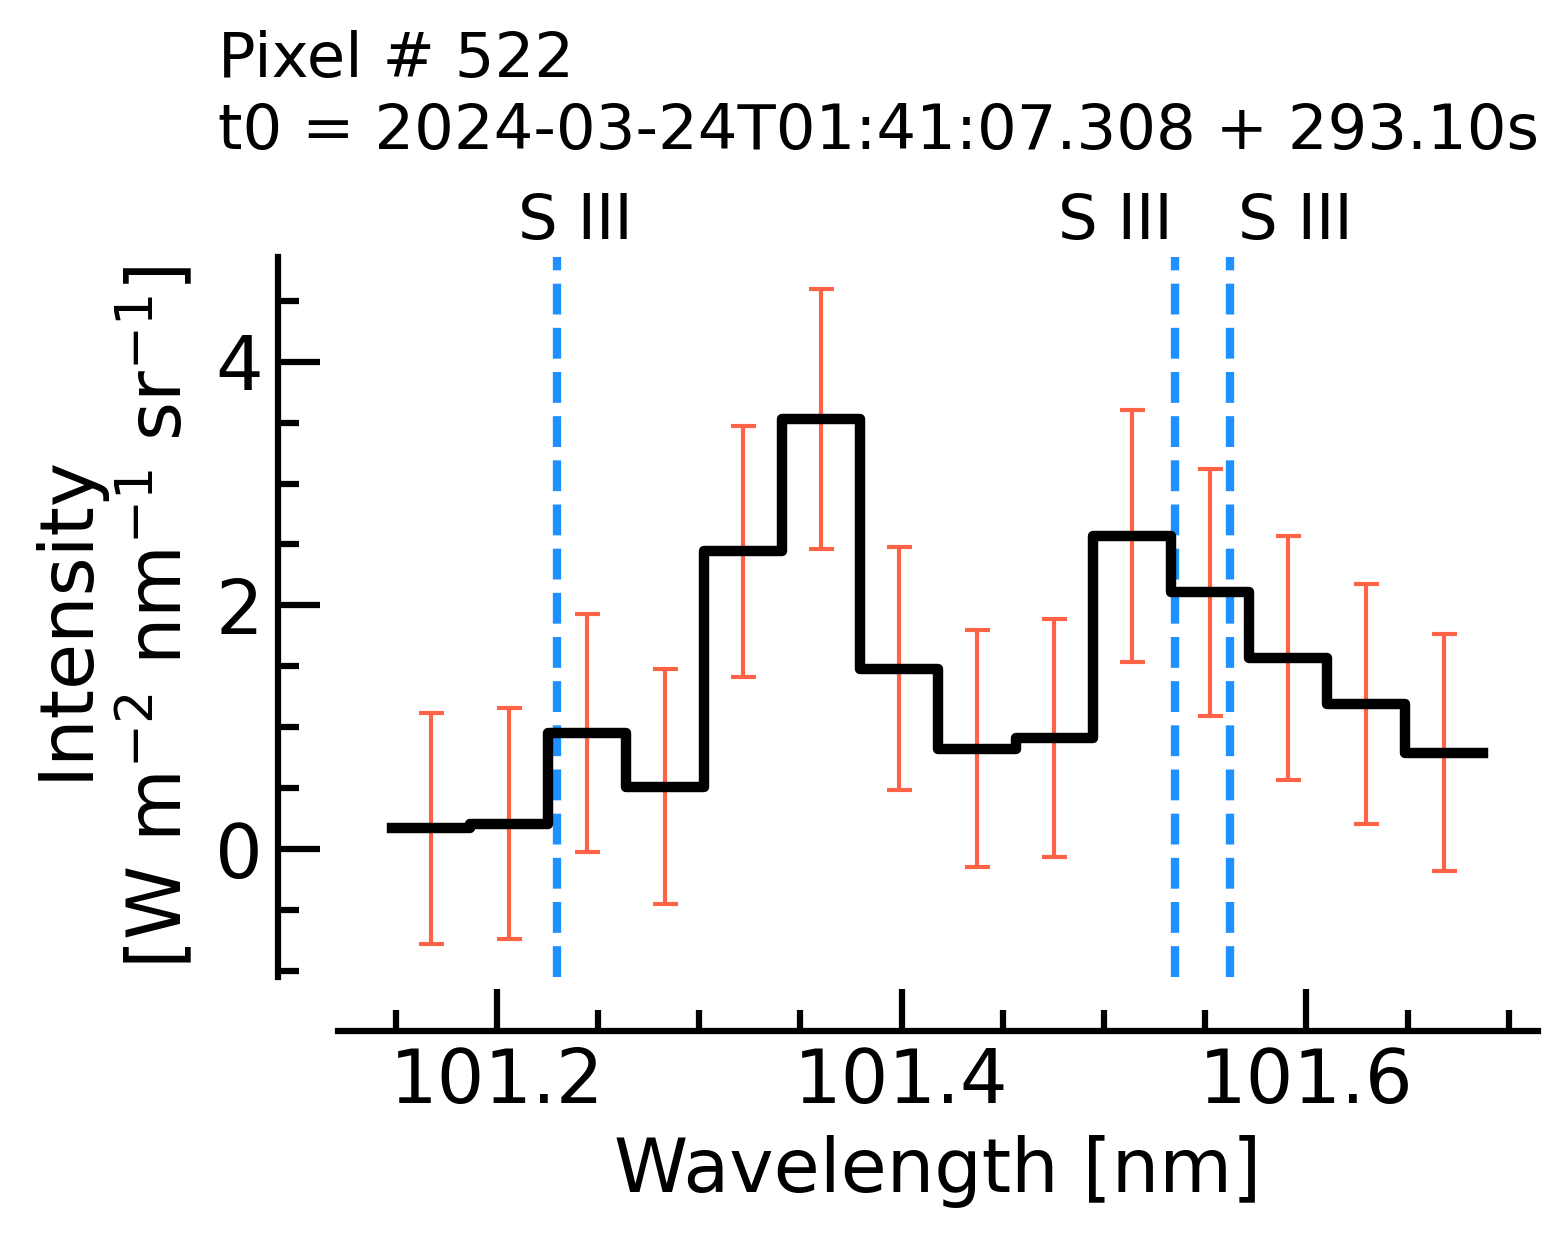 Pixel # 522
t0 = 2024-03-24T01:41:07.308 + 293.10s
S III S III S III
Intensity
[W m⁻² nm⁻¹ sr⁻¹]
4
2
0
101.2 101.4 101.6
Wavelength [nm]